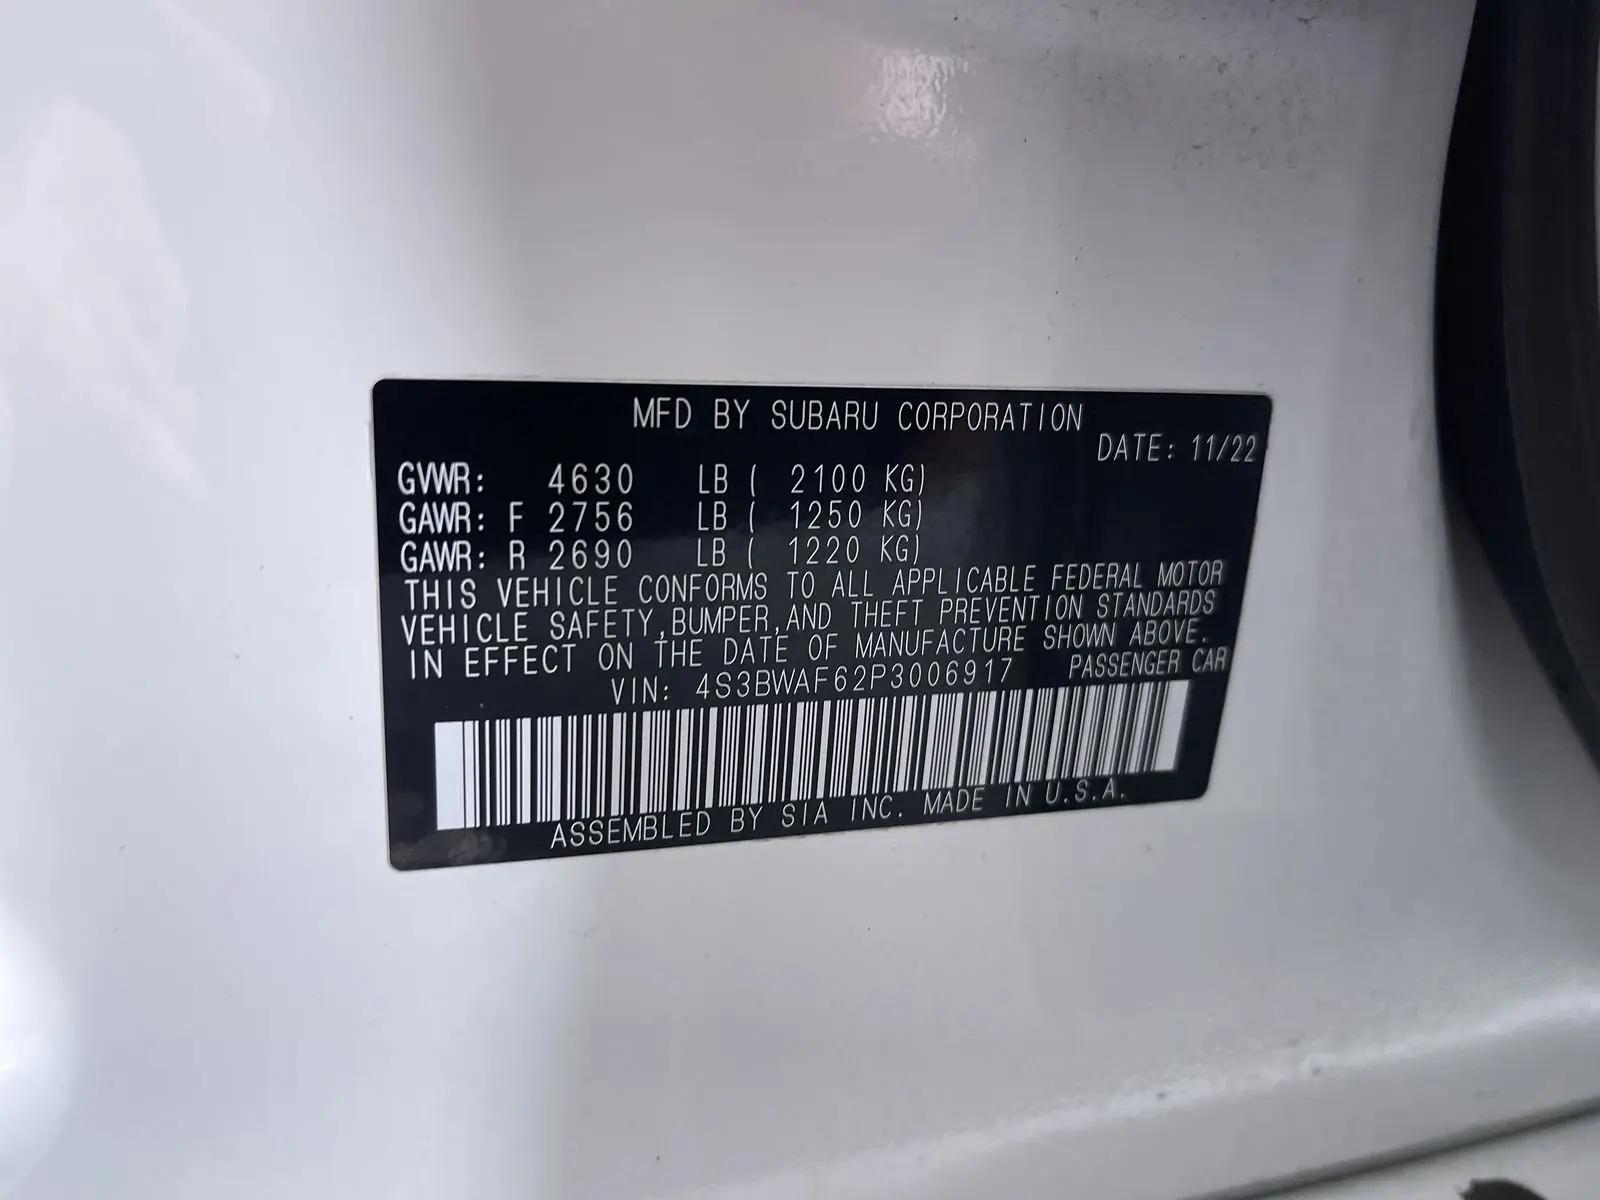 MFD BY SUBARU CORPORATION
DATE: 11/22
GVWR: 4630 LB ( 2100 KG)
GAWR: F 2756 LB ( 1250 KG)
GAWR: R 2690 LB ( 1220 KG)
THIS VEHICLE CONFORMS TO ALL APPLICABLE FEDERAL MOTOR
VEHICLE SAFETY,BUMPER,AND THEFT PREVENTION STANDARDS
IN EFFECT ON THE DATE OF MANUFACTURE SHOWN ABOVE.
VIN: 4S3BWAF62P3006917 PASSENGER CAR
ASSEMBLED BY SIA INC. MADE IN U.S.A.